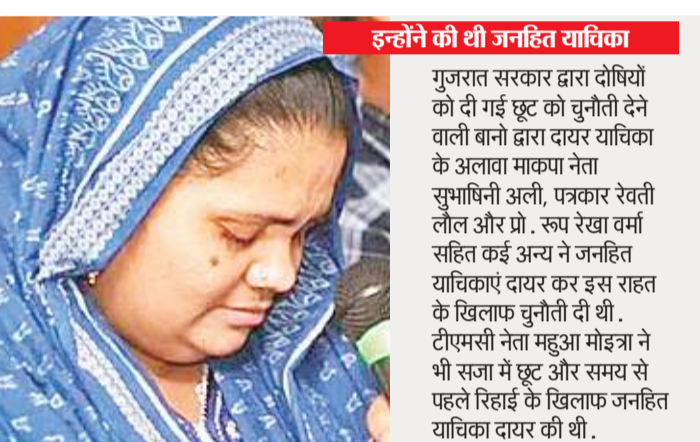 इन्होंने की थी जनहित याचिका
गुजरात सरकार द्वारा दोषियों
को दी गई छूट को चुनौती देने
वाली बानो द्वारा दायर याचिका
के अलावा माकपा नेता
सुभाषिनी अली, पत्रकार रेवती
लौल और प्रो. रूप रेखा वर्मा
सहित कई अन्य ने जनहित
याचिकाएं दायर कर इस राहत
के खिलाफ चुनौती दी थी.
टीएमसी नेता महुआ मोइत्रा ने
भी सजा में छूट और समय से
पहले रिहाई के खिलाफ जनहित
याचिका दायर की थी.